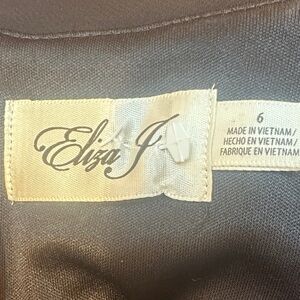 Eliza J
6
MADE IN VIETNAM/
HECHO EN VIETNAM/
FABRIQUE EN VIETNAM